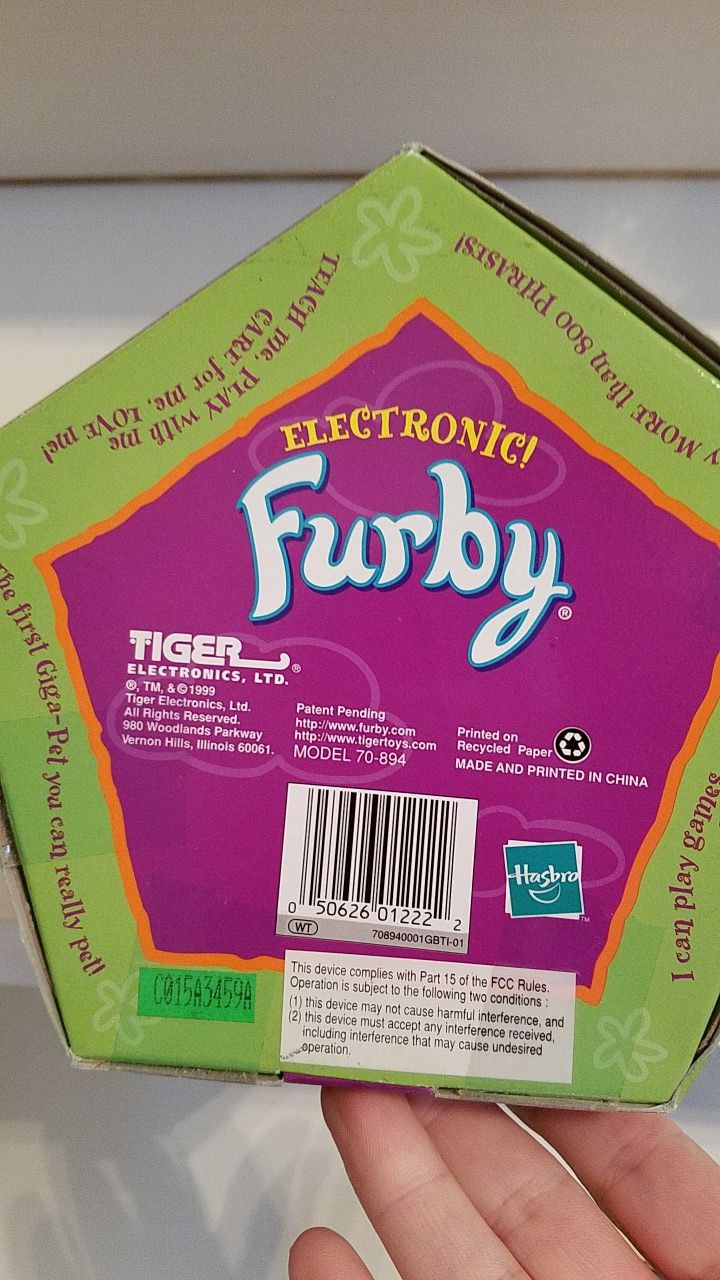 TEACH me, PLAY with me
CARE for me, LOVE me!
MORE than 800 PHRASES!
ELECTRONIC!
Furby®
TIGER®
ELECTRONICS, LTD.
®, TM, & © 1999
Tiger Electronics, Ltd.
All Rights Reserved.
980 Woodlands Parkway
Vernon Hills, Illinois 60061.
Patent Pending
http://www.furby.com
http://www.tigertoys.com
MODEL 70-894
Printed on
Recycled Paper
MADE AND PRINTED IN CHINA
The first Giga-Pet you can really pet!
I can play games
0 50626 01222 2
WT
708940001GBTI-01
Hasbro
TM
C015A3459A
This device complies with Part 15 of the FCC Rules.
Operation is subject to the following two conditions :
(1) this device may not cause harmful interference, and
(2) this device must accept any interference received,
including interference that may cause undesired
operation.